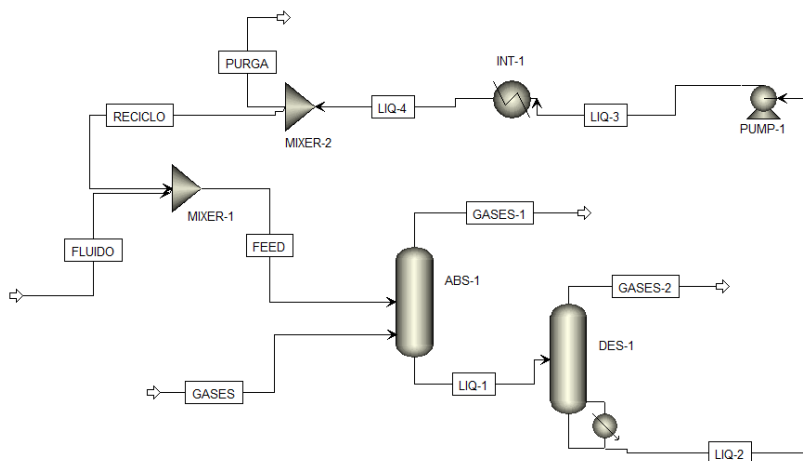 PURGA
INT-1
RECICLO
LIQ-4
LIQ-3
MIXER-2
PUMP-1
MIXER-1
GASES-1
FLUIDO
FEED
ABS-1
GASES-2
DES-1
GASES
LIQ-1
LIQ-2